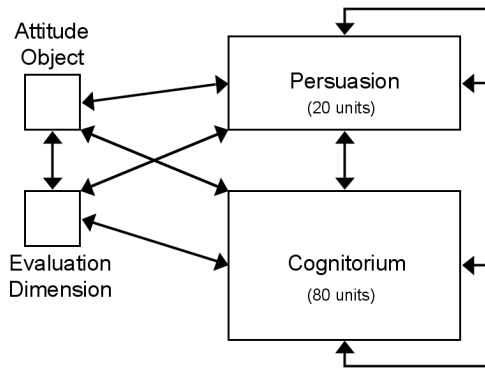 Attitude
Object
Persuasion
(20 units)
Evaluation
Dimension
Cognitorium
(80 units)